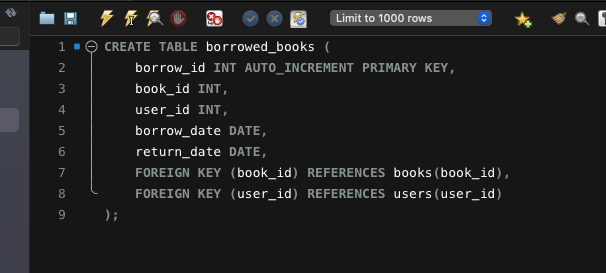 Limit to 1000 rows
1 CREATE TABLE borrowed_books (
2 borrow_id INT AUTO_INCREMENT PRIMARY KEY,
3 book_id INT,
4 user_id INT,
5 borrow_date DATE,
6 return_date DATE,
7 FOREIGN KEY (book_id) REFERENCES books(book_id),
8 FOREIGN KEY (user_id) REFERENCES users(user_id)
9 );